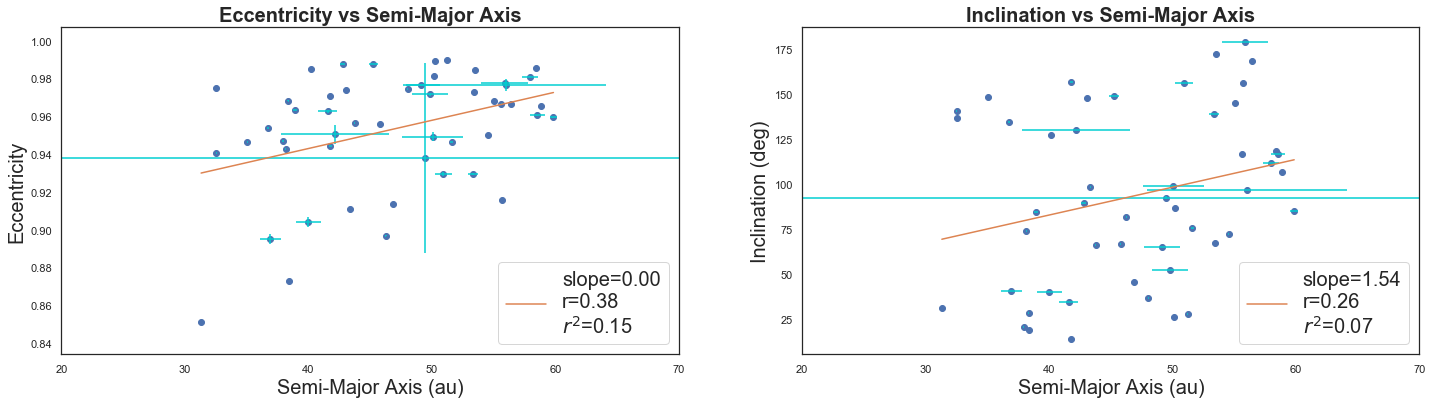 Eccentricity vs Semi-Major Axis
1.00
0.98
0.96
0.94
0.92
0.90
0.88
0.86
0.84
Eccentricity
slope=0.00
r=0.38
r²=0.15
20 30 40 50 60 70
Semi-Major Axis (au)
Inclination vs Semi-Major Axis
175
150
125
100
75
50
25
Inclination (deg)
slope=1.54
r=0.26
r²=0.07
20 30 40 50 60 70
Semi-Major Axis (au)